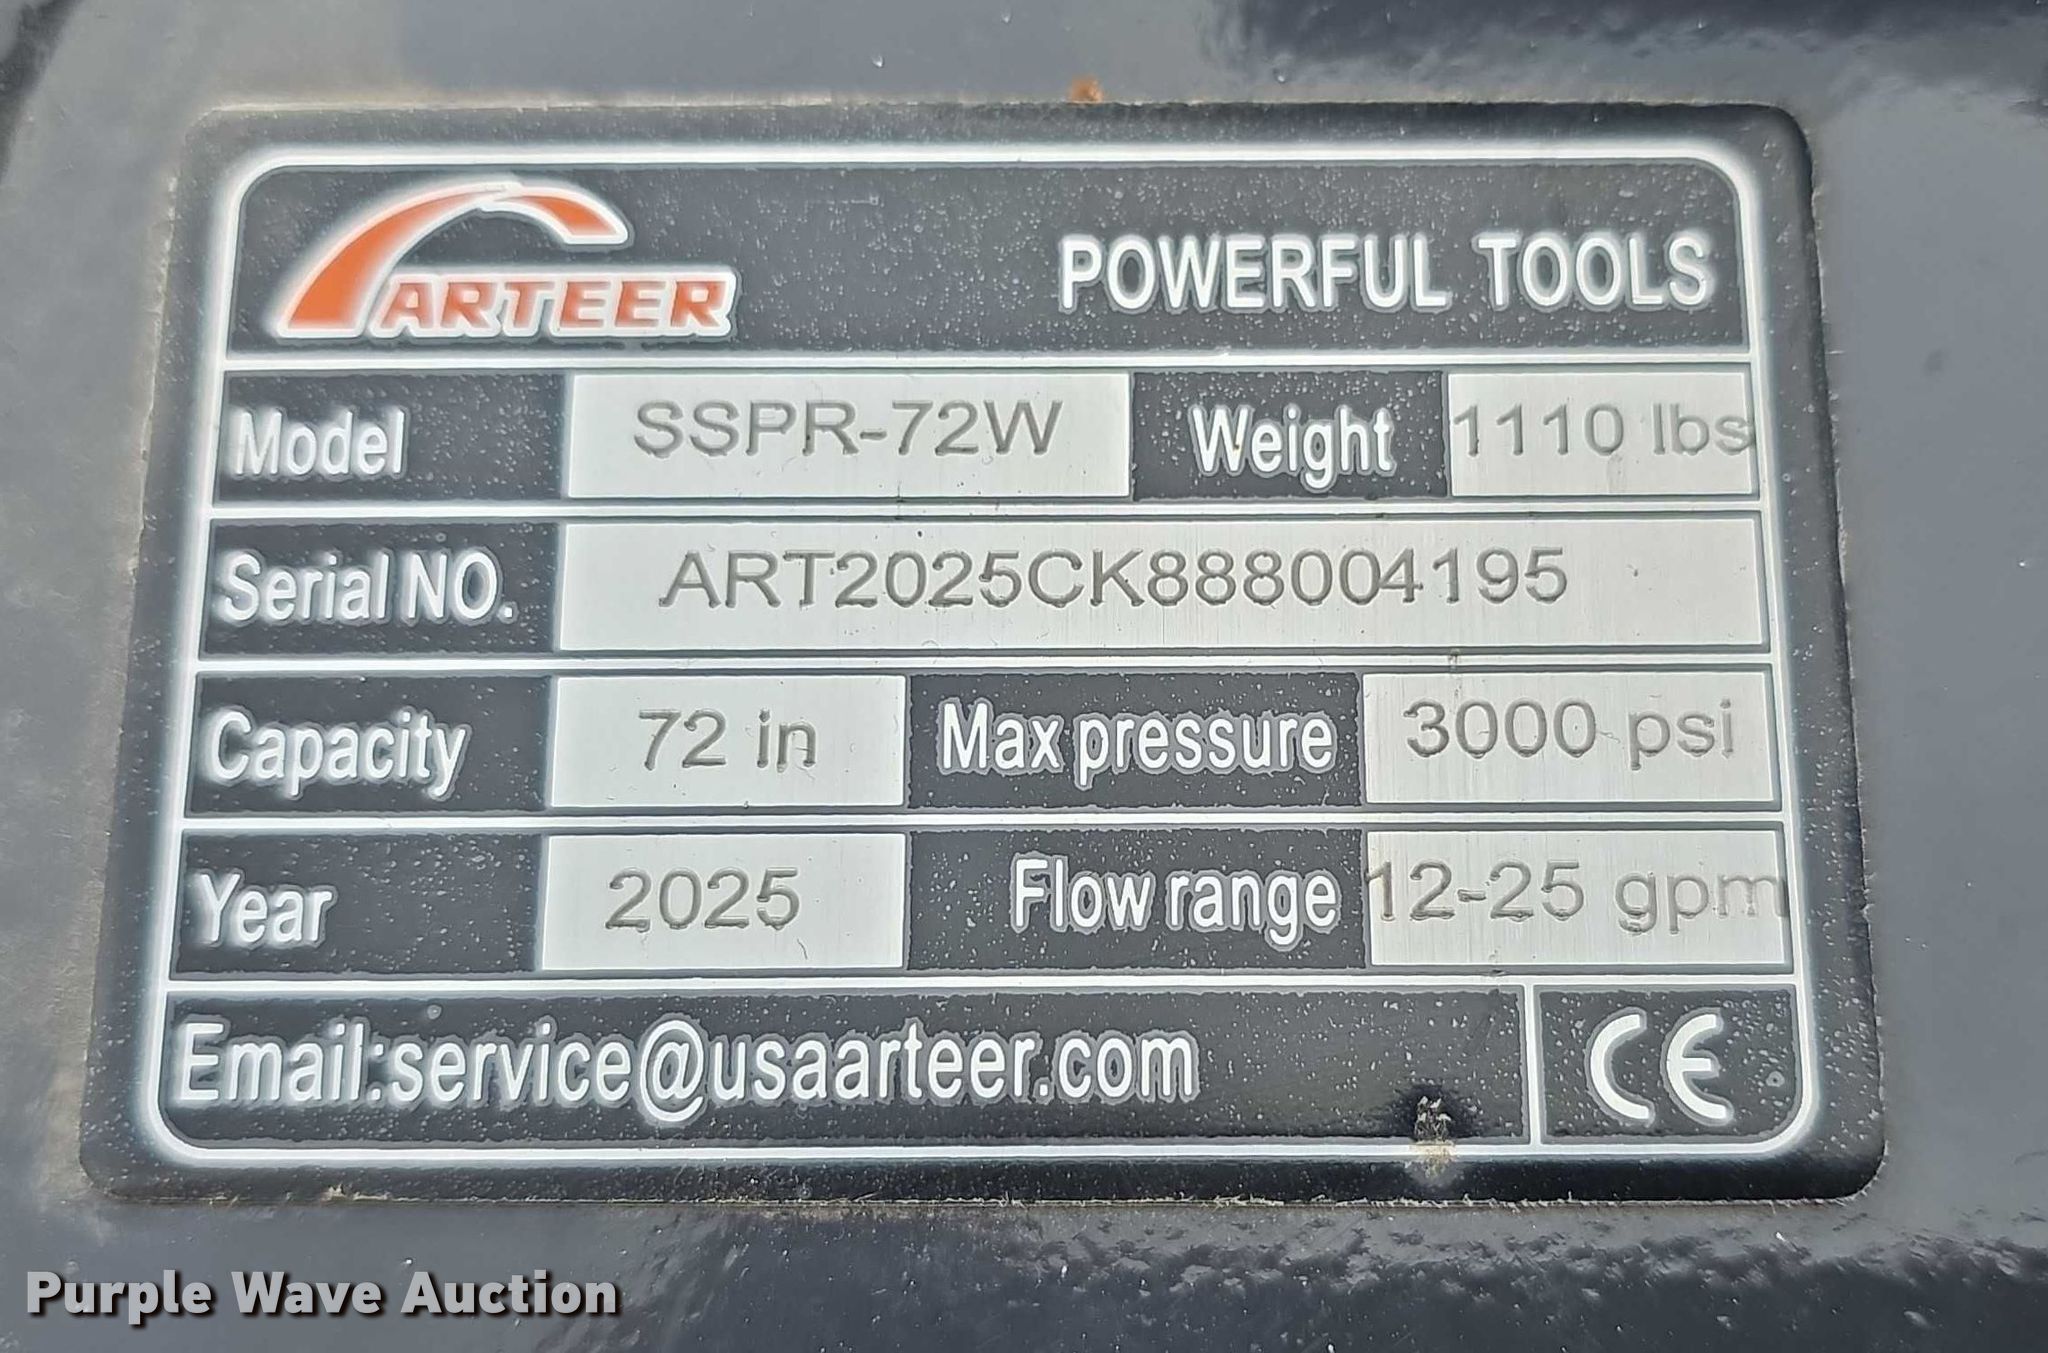 ARTEER POWERFUL TOOLS
Model SSPR-72W Weight 1110 lbs
Serial NO. ART2025CK888004195
Capacity 72 in Max pressure 3000 psi
Year 2025 Flow range 12-25 gpm
Email:service@usaarteer.com CE
Purple Wave Auction